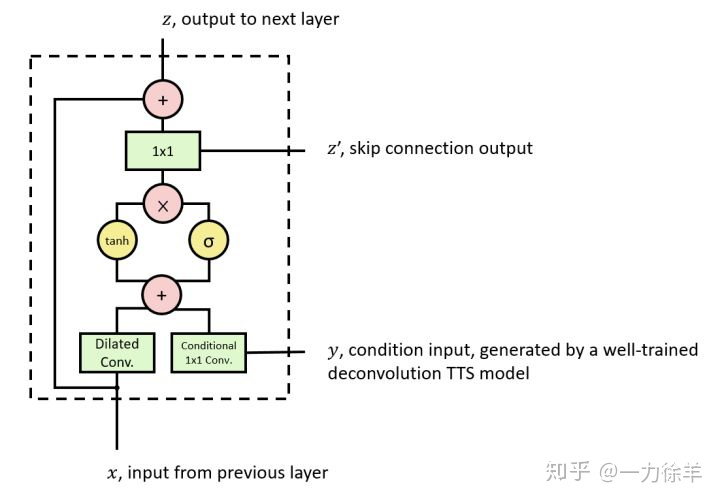 z, output to next layer
+
1x1
z′, skip connection output
×
tanh
σ
+
Dilated
Conv.
Conditional
1x1 Conv.
y, condition input, generated by a well-trained
deconvolution TTS model
x, input from previous layer
知乎 @一力徐羊